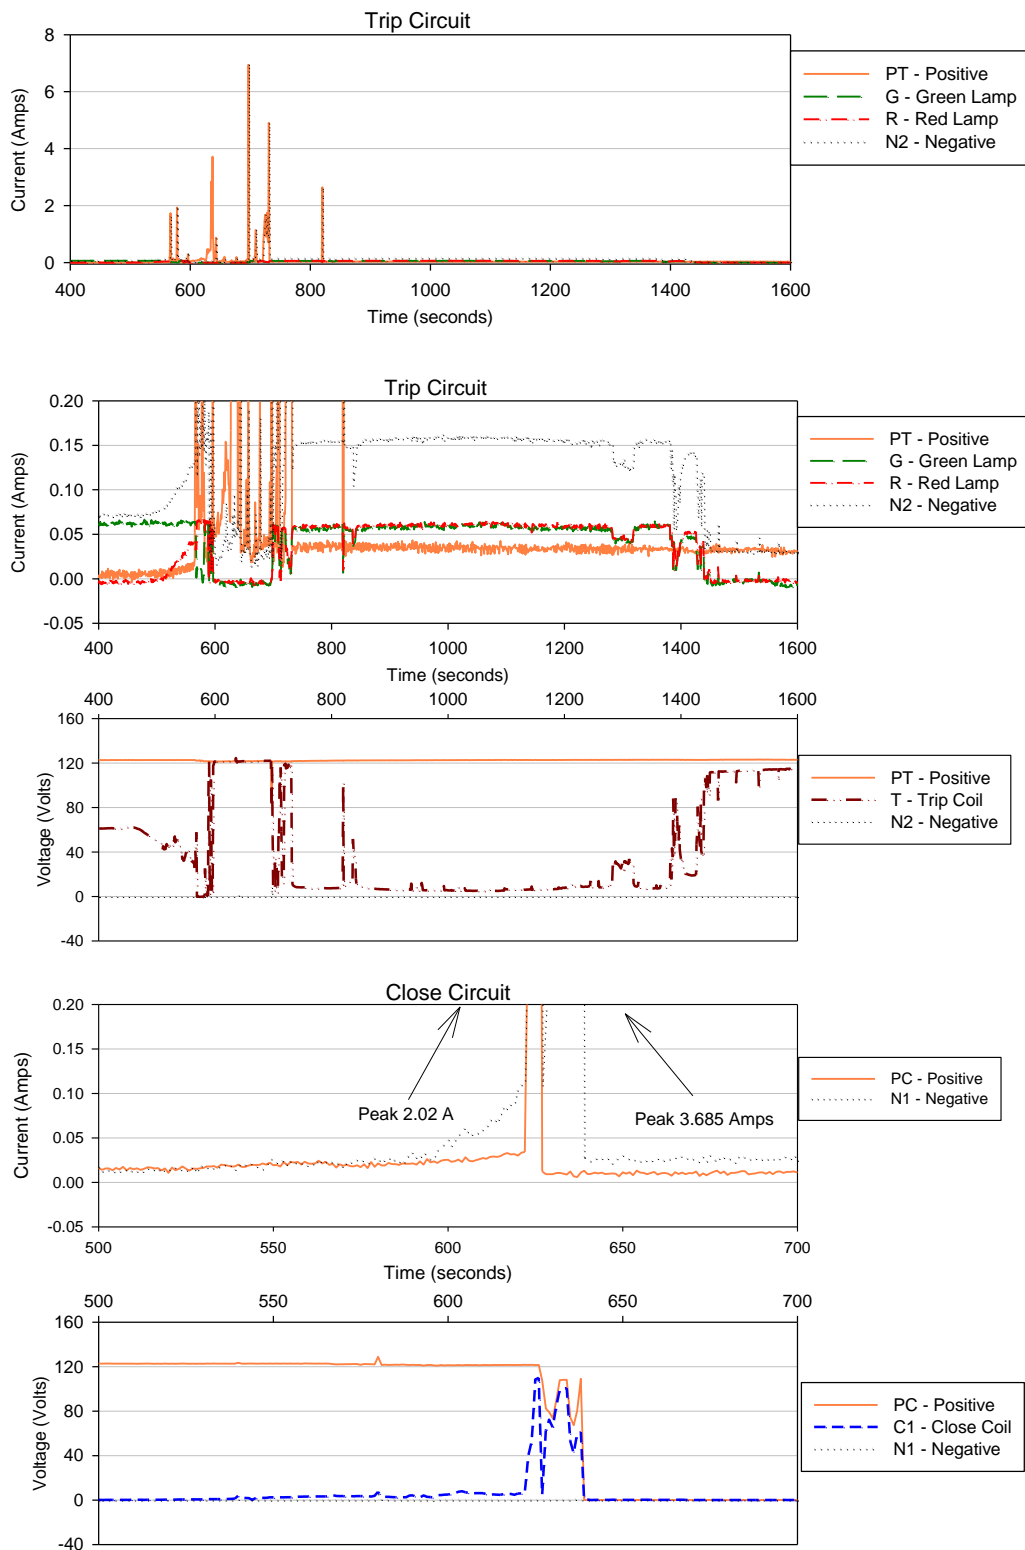 Trip Circuit
8
6
4
2
0
Current (Amps)
400 600 800 1000 1200 1400 1600
Time (seconds)
PT - Positive
G - Green Lamp
R - Red Lamp
N2 - Negative
Trip Circuit
0.20
0.15
0.10
0.05
0.00
-0.05
Current (Amps)
400 600 800 1000 1200 1400 1600
Time (seconds)
PT - Positive
G - Green Lamp
R - Red Lamp
N2 - Negative
400 600 800 1000 1200 1400 1600
160
120
80
40
0
-40
Voltage (Volts)
PT - Positive
T - Trip Coil
N2 - Negative
Close Circuit
0.20
0.15
0.10
0.05
0.00
-0.05
Current (Amps)
Peak 2.02 A
Peak 3.685 Amps
500 550 600 650 700
Time (seconds)
PC - Positive
N1 - Negative
500 550 600 650 700
160
120
80
40
0
-40
Voltage (Volts)
PC - Positive
C1 - Close Coil
N1 - Negative